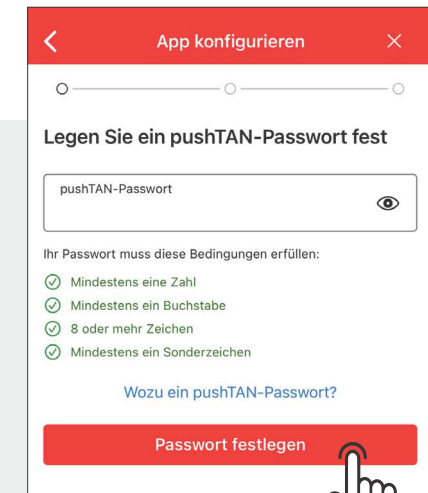 App konfigurieren
Legen Sie ein pushTAN-Passwort fest
pushTAN-Passwort
Ihr Passwort muss diese Bedingungen erfüllen:
Mindestens eine Zahl
Mindestens ein Buchstabe
8 oder mehr Zeichen
Mindestens ein Sonderzeichen
Wozu ein pushTAN-Passwort?
Passwort festlegen